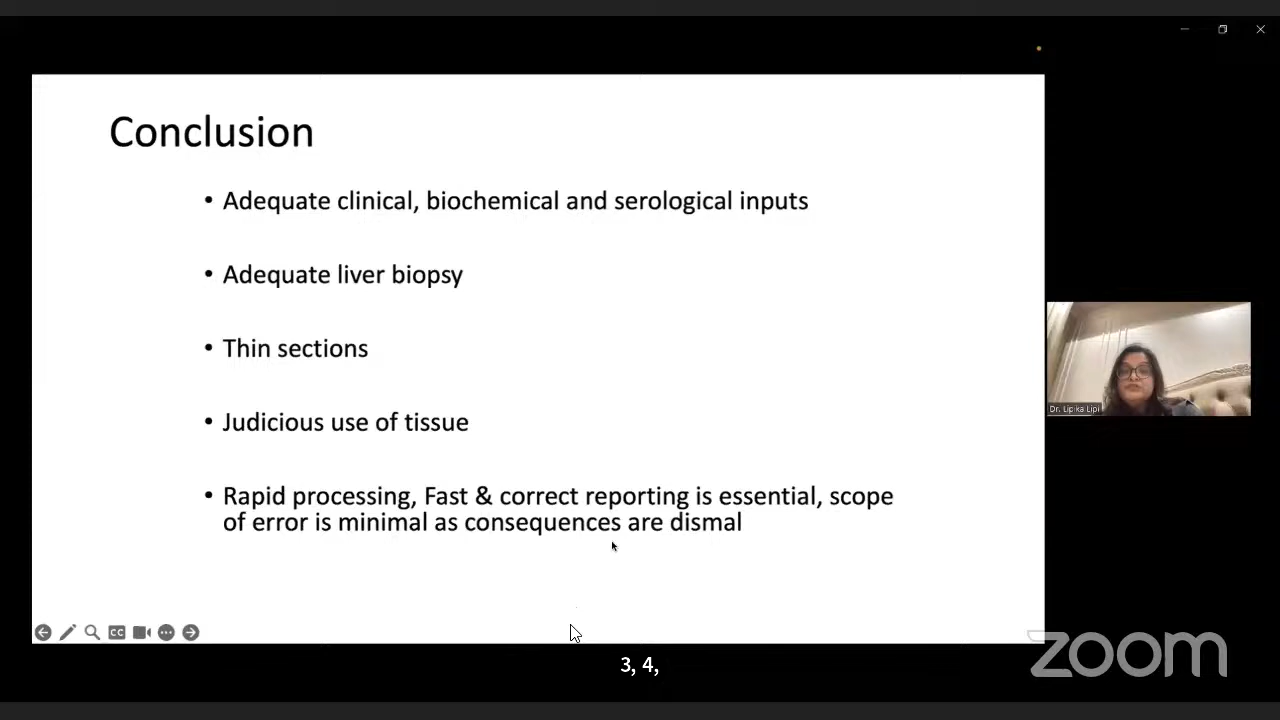 Conclusion
• Adequate clinical, biochemical and serological inputs
• Adequate liver biopsy
• Thin sections
• Judicious use of tissue
• Rapid processing, Fast & correct reporting is essential, scope
of error is minimal as consequences are dismal
Dr. Lipika Lipi
CC
zoom
3, 4,